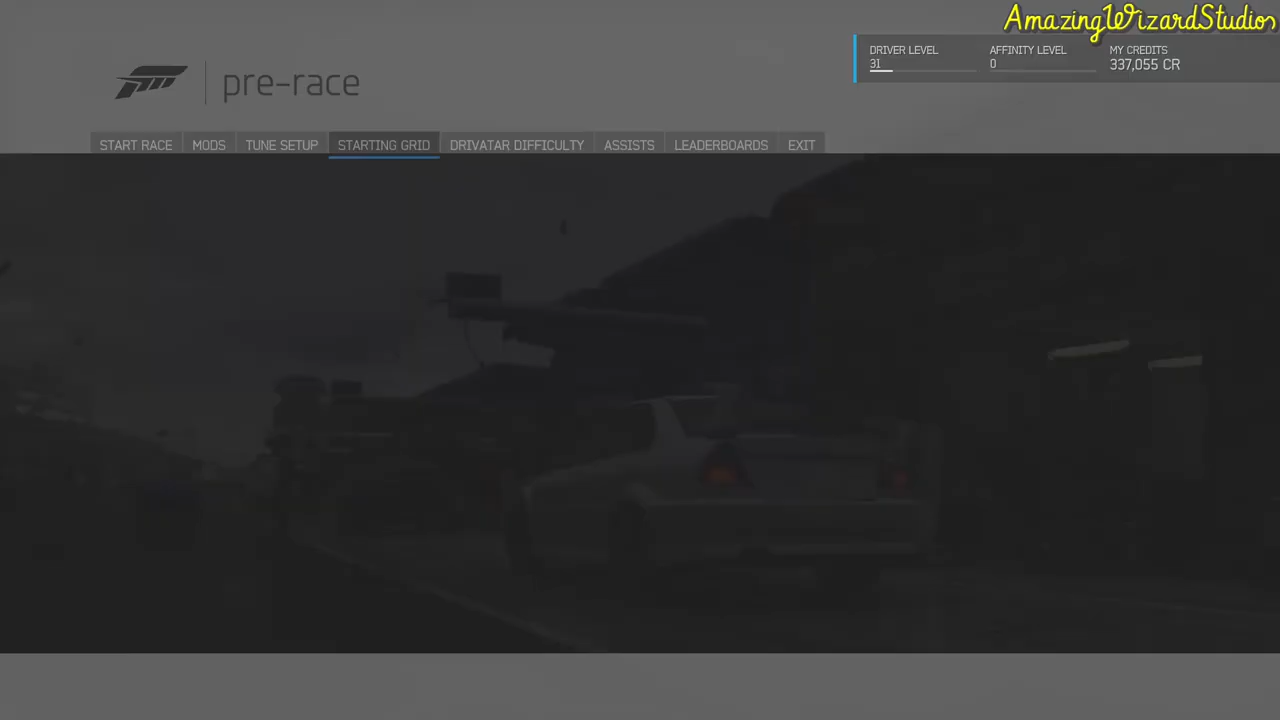 AmazingWizardStudios
DRIVER LEVEL
31
AFFINITY LEVEL
0
MY CREDITS
337,055 CR
pre-race
START RACE MODS TUNE SETUP STARTING GRID DRIVATAR DIFFICULTY ASSISTS LEADERBOARDS EXIT